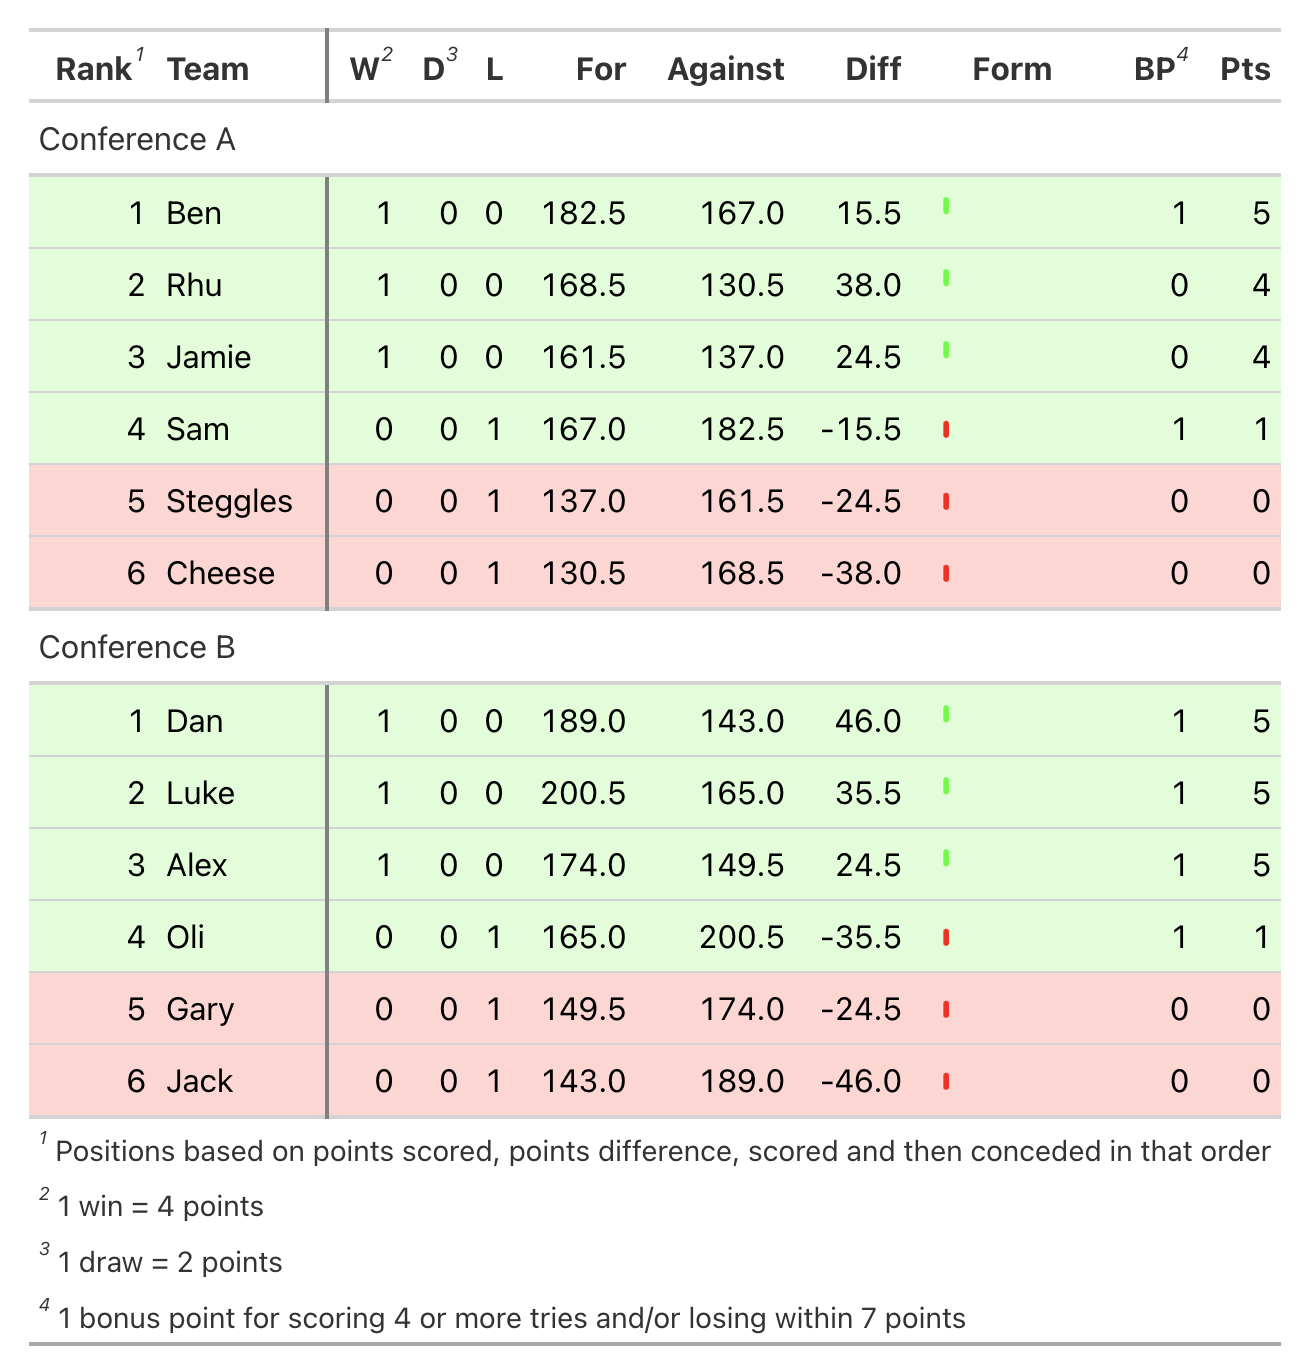 Rank1 Team W2 D3 L For Against Diff Form BP4 Pts
Conference A
1 Ben 1 0 0 182.5 167.0 15.5 1 5
2 Rhu 1 0 0 168.5 130.5 38.0 0 4
3 Jamie 1 0 0 161.5 137.0 24.5 0 4
4 Sam 0 0 1 167.0 182.5 -15.5 1 1
5 Steggles 0 0 1 137.0 161.5 -24.5 0 0
6 Cheese 0 0 1 130.5 168.5 -38.0 0 0
Conference B
1 Dan 1 0 0 189.0 143.0 46.0 1 5
2 Luke 1 0 0 200.5 165.0 35.5 1 5
3 Alex 1 0 0 174.0 149.5 24.5 1 5
4 Oli 0 0 1 165.0 200.5 -35.5 1 1
5 Gary 0 0 1 149.5 174.0 -24.5 0 0
6 Jack 0 0 1 143.0 189.0 -46.0 0 0
1 Positions based on points scored, points difference, scored and then conceded in that order
2 1 win = 4 points
3 1 draw = 2 points
4 1 bonus point for scoring 4 or more tries and/or losing within 7 points